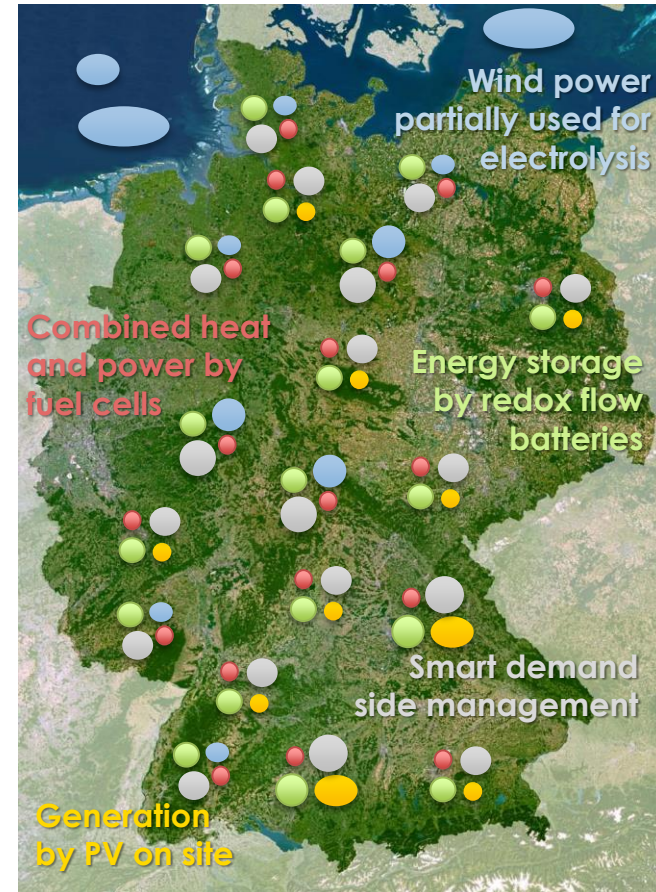 Wind power
partially used for
electrolysis
Combined heat
and power by
fuel cells
Energy storage
by redox flow
batteries
Smart demand
side management
Generation
by PV on site